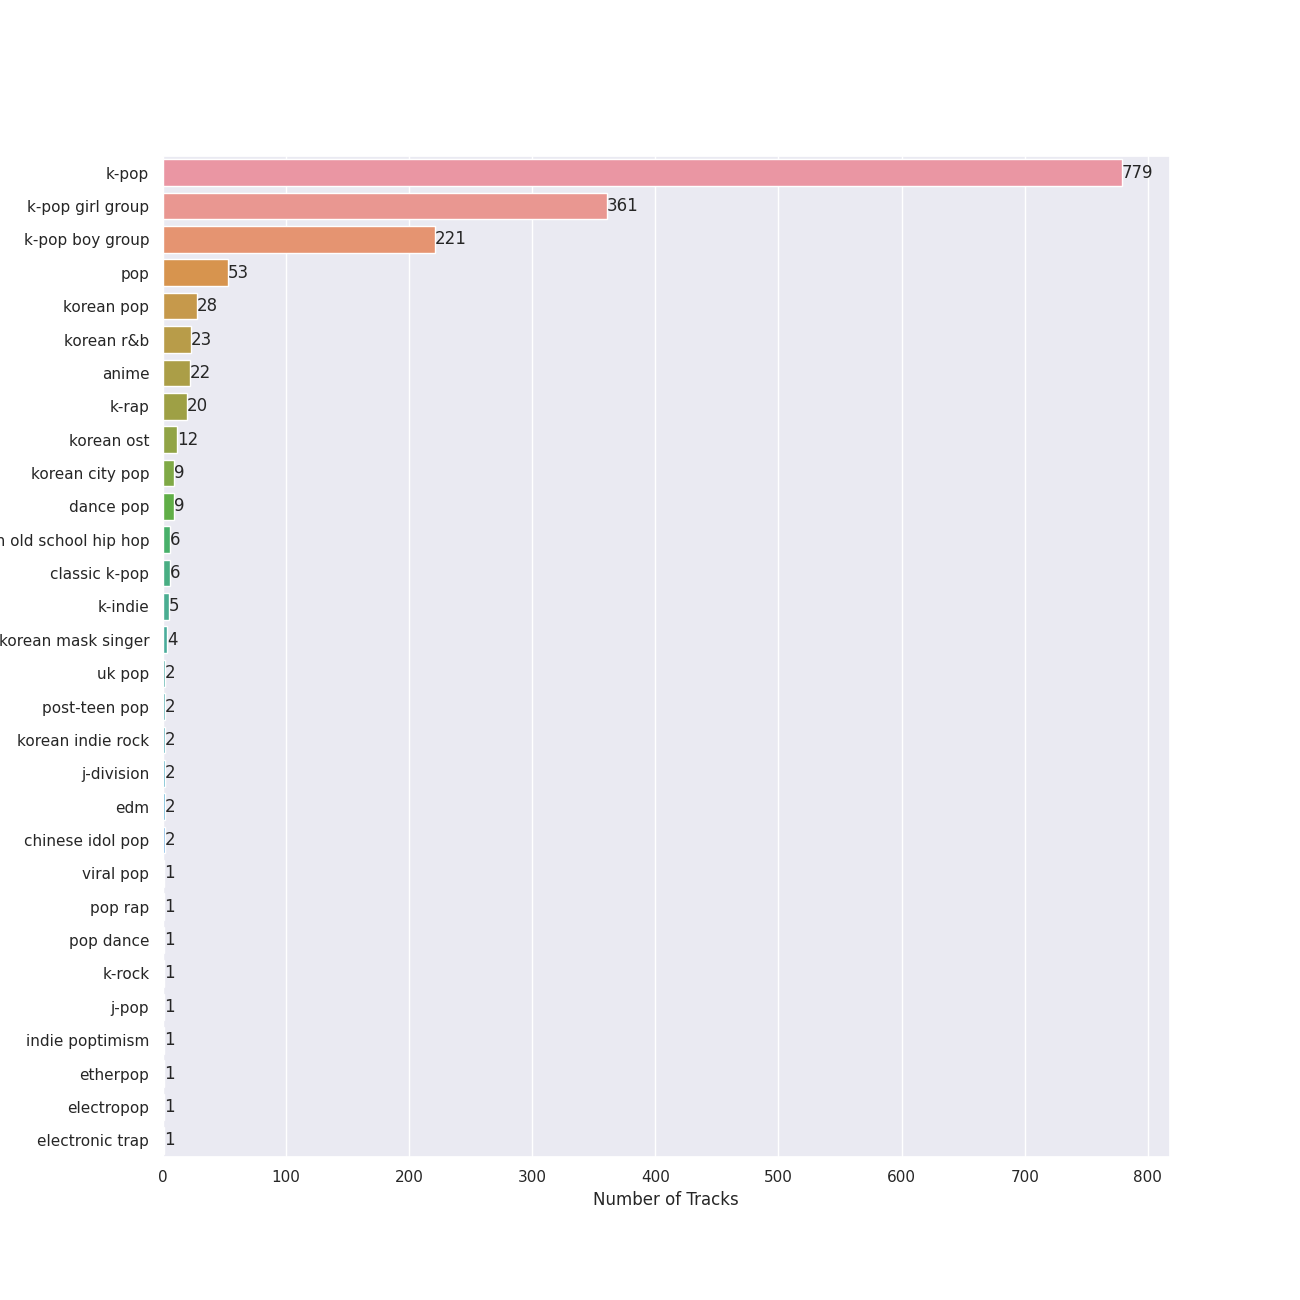 k-pop 779
k-pop girl group 361
k-pop boy group 221
pop 53
korean pop 28
korean r&b 23
anime 22
k-rap 20
korean ost 12
korean city pop 9
dance pop 9
old school hip hop 6
classic k-pop 6
k-indie 5
korean mask singer 4
uk pop 2
post-teen pop 2
korean indie rock 2
j-division 2
edm 2
chinese idol pop 2
viral pop 1
pop rap 1
pop dance 1
k-rock 1
j-pop 1
indie poptimism 1
etherpop 1
electropop 1
electronic trap 1
0 100 200 300 400 500 600 700 800
Number of Tracks